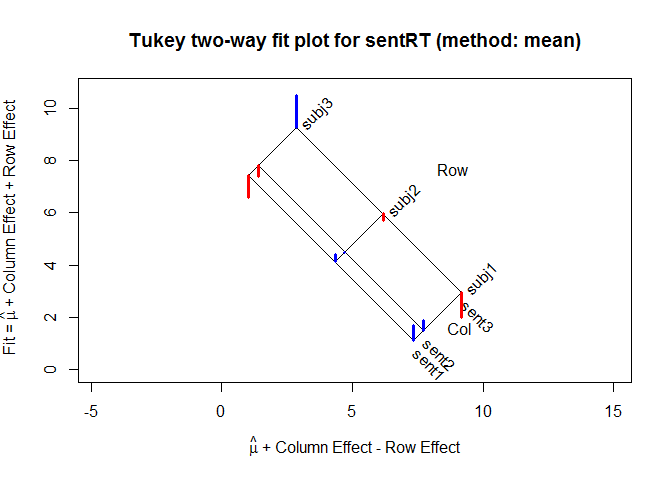 Tukey two-way fit plot for sentRT (method: mean)
Fit = μ̂ + Column Effect + Row Effect
10
8
6
4
2
0
subj3
Row
subj2
subj1
sent3
Col
sent2
sent1
-5
0
5
10
15
μ̂ + Column Effect - Row Effect